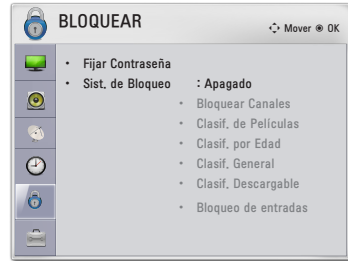 BLOQUEAR
Mover OK
• Fijar Contraseña
• Sist. de Bloqueo : Apagado
• Bloquear Canales
• Clasif. de Películas
• Clasif. por Edad
• Clasif. General
• Clasif. Descargable
• Bloqueo de entradas